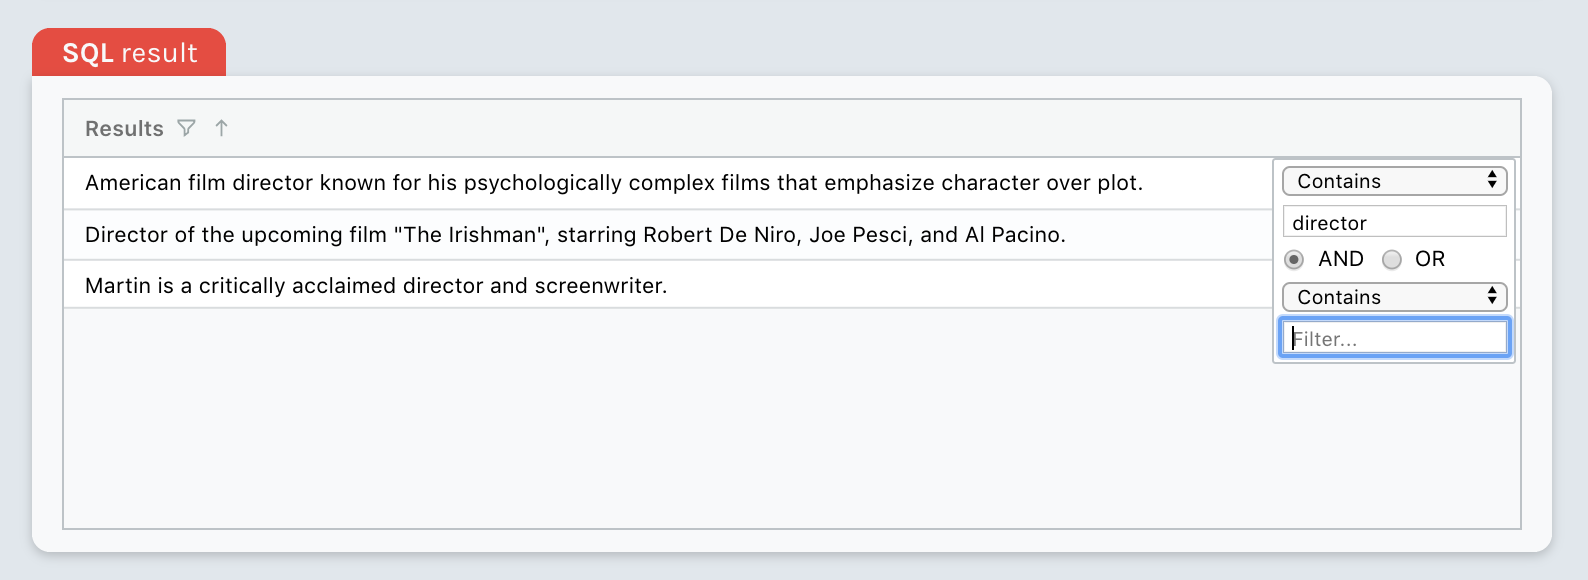 SQL result
Results
American film director known for his psychologically complex films that emphasize character over plot.
Director of the upcoming film "The Irishman", starring Robert De Niro, Joe Pesci, and Al Pacino.
Martin is a critically acclaimed director and screenwriter.
Contains
director
AND OR
Contains
Filter...